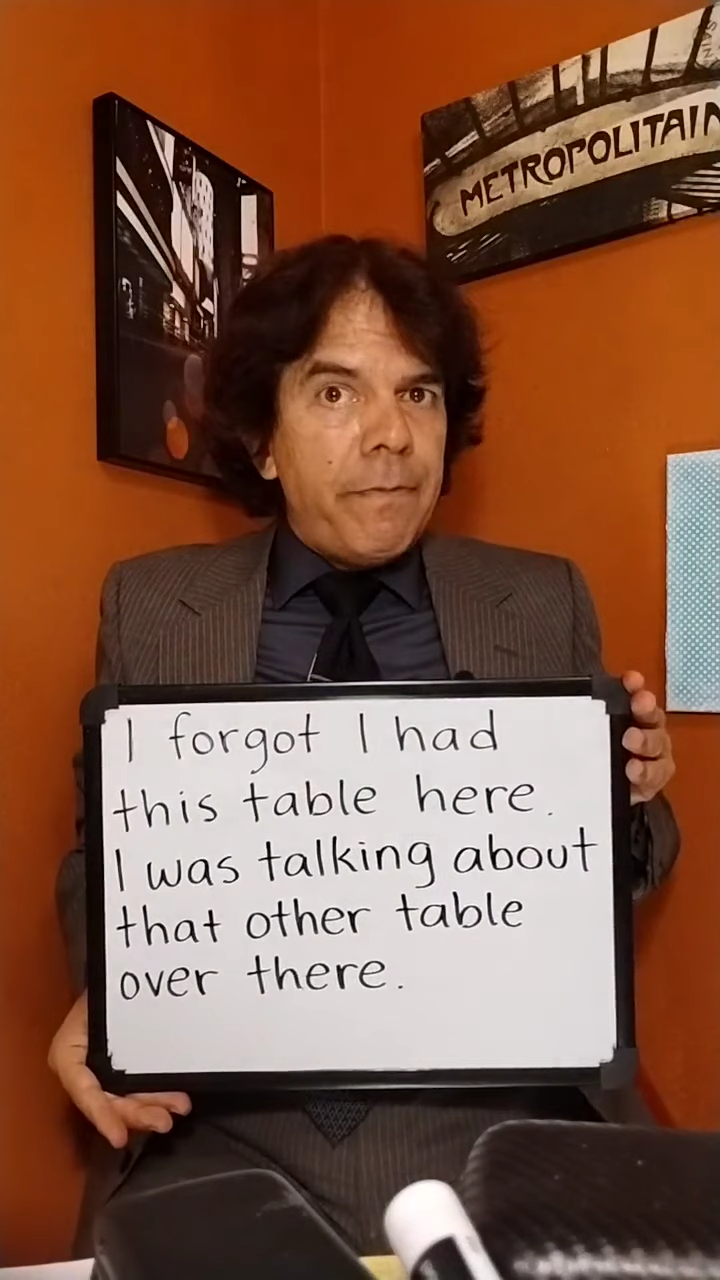 METROPOLITAIN
I forgot I had
this table here.
I was talking about
that other table
over there.